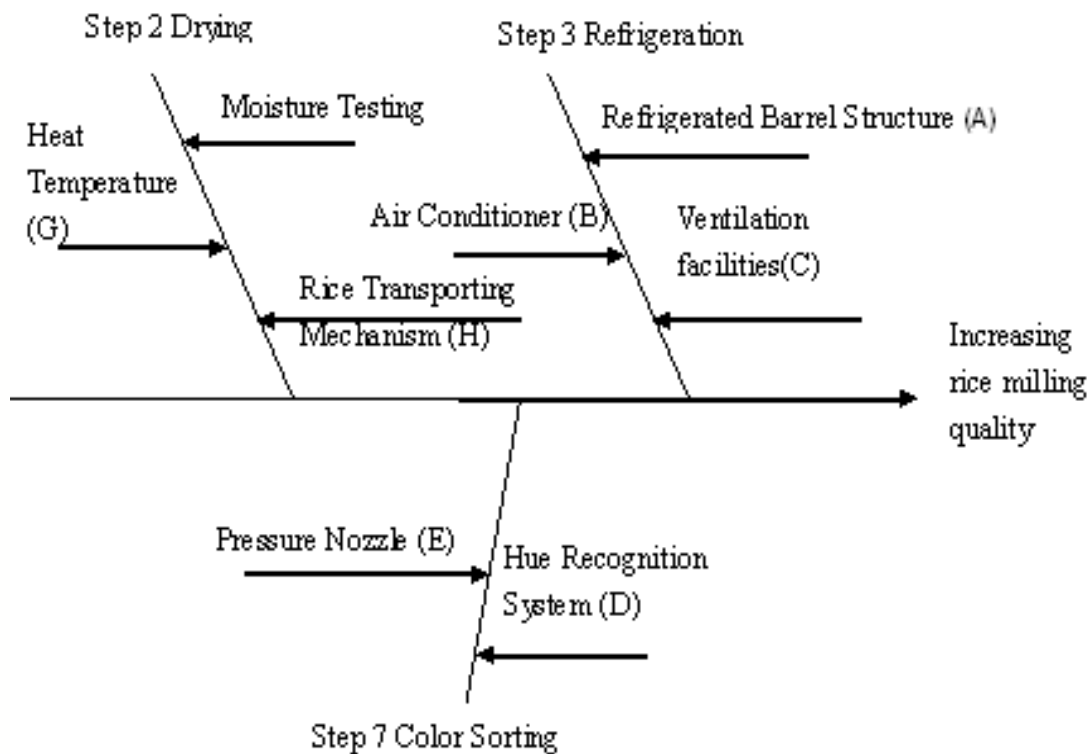 Step 2 Drying
Step 3 Refrigeration
Moisture Testing
Refrigerated Barrel Structure (A)
Heat
Temperature
(G)
Air Conditioner (B)
Ventilation
facilities(C)
Rice Transporting
Mechanism (H)
Increasing
rice milling
quality
Pressure Nozzle (E)
Hue Recognition
System (D)
Step 7 Color Sorting